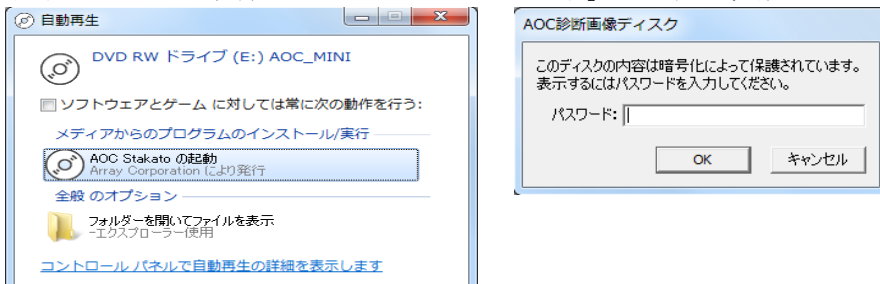 自動再生
DVD RW ドライブ (E:) AOC_MINI
ソフトウェアとゲーム に対しては常に次の動作を行う:
メディアからのプログラムのインストール/実行
AOC Stakato の起動
Array Corporation により発行
全般 のオプション
フォルダーを開いてファイルを表示
-エクスプローラー使用
コントロール パネルで自動再生の詳細を表示します
AOC診断画像ディスク
このディスクの内容は暗号化によって保護されています。
表示するにはパスワードを入力してください。
パスワード:
OK
キャンセル